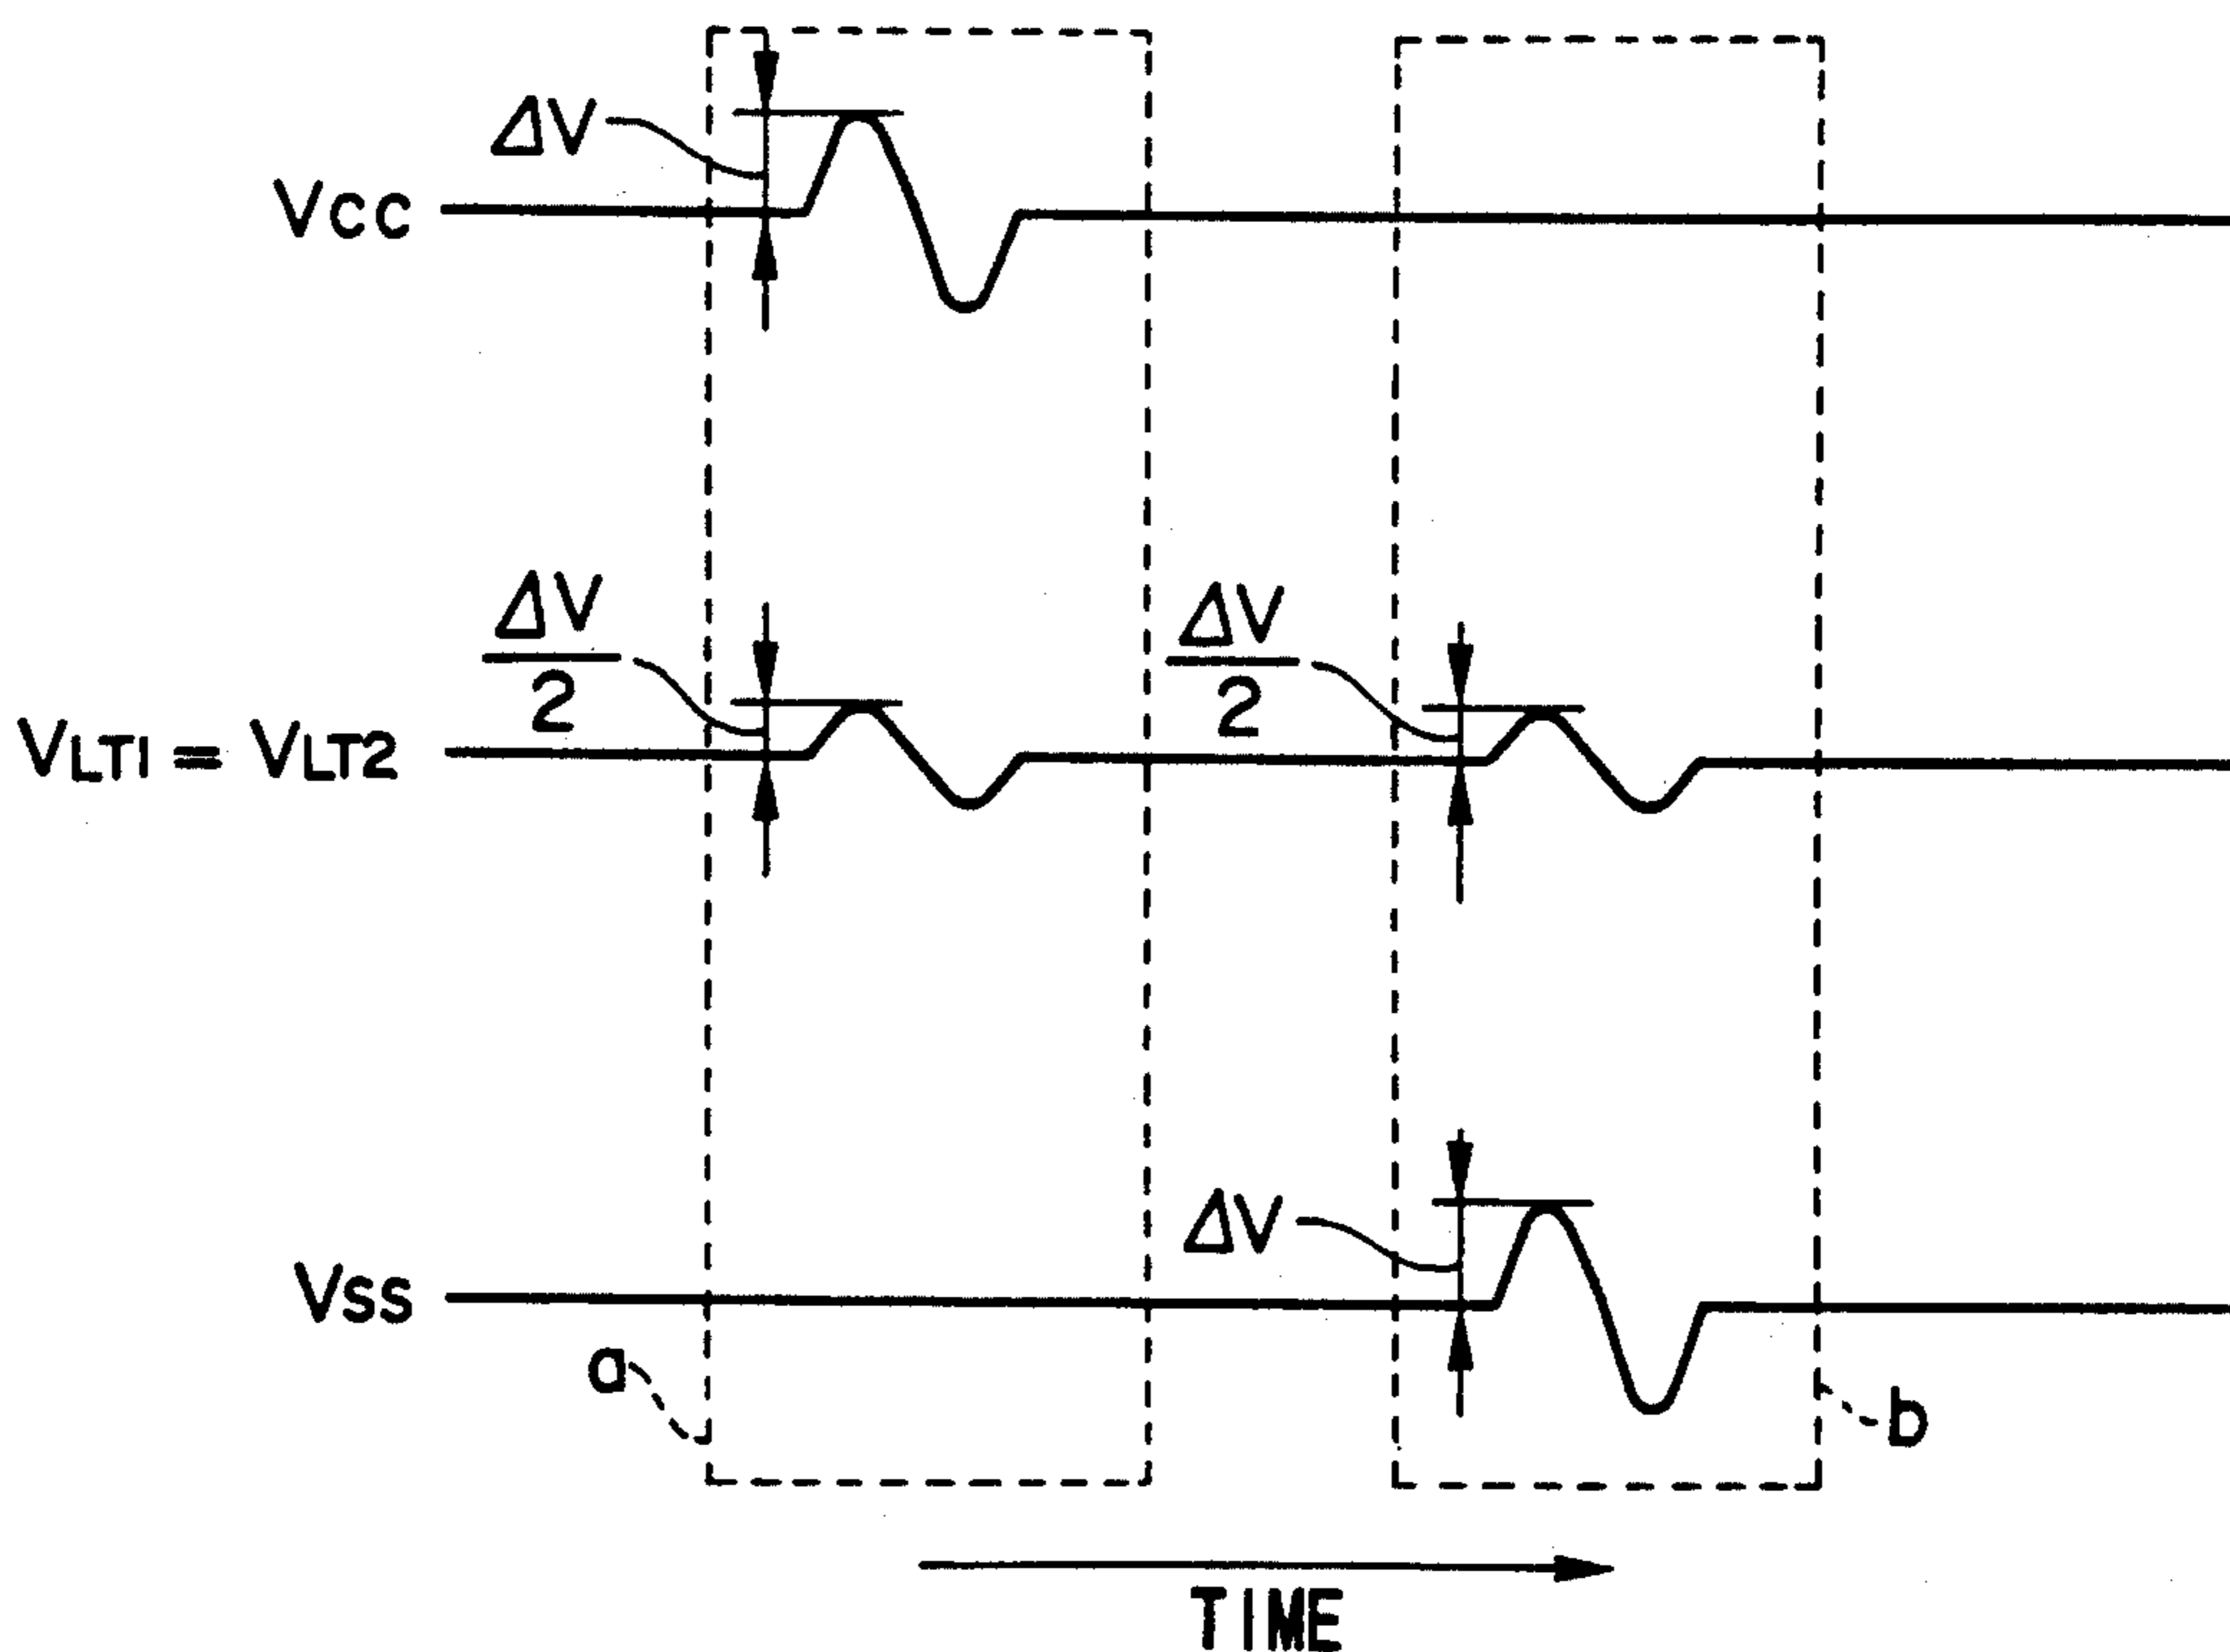 ΔV
Vcc
ΔV
2
ΔV
2
VLT1 = VLT2
ΔV
Vss
a
b
TIME